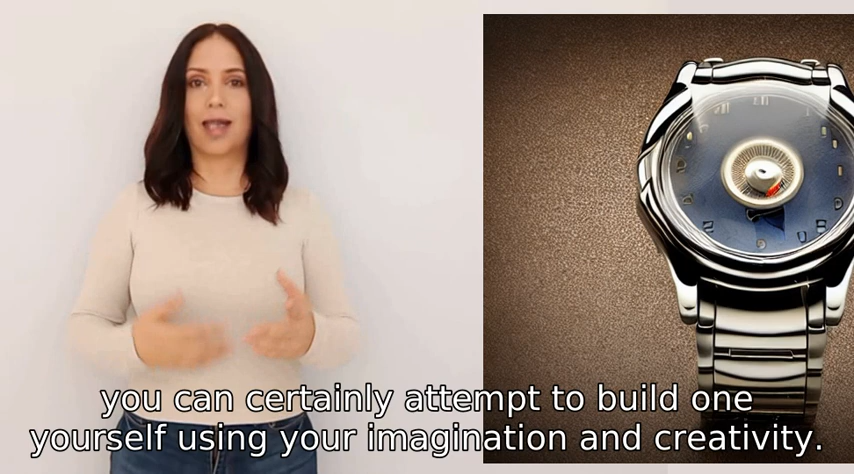 you can certainly attempt to build one
yourself using your imagination and creativity.